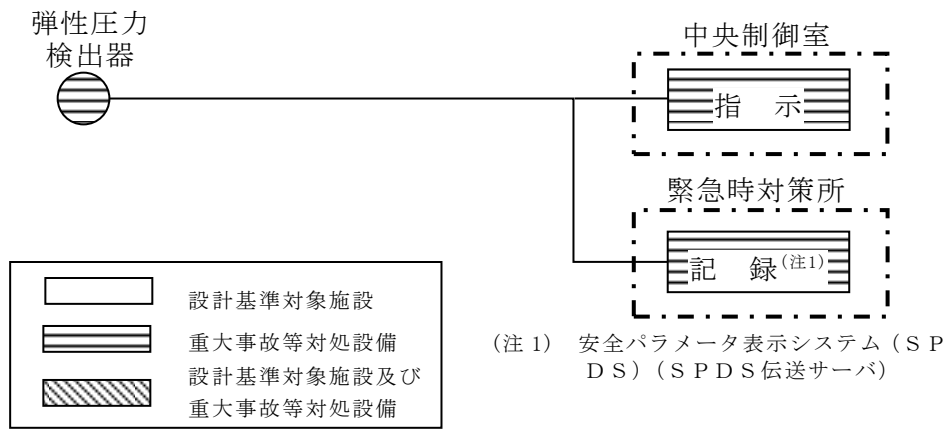 弾性圧力
検出器
中央制御室
指　示
緊急時対策所
記　録(注1)
設計基準対象施設
重大事故等対処設備
設計基準対象施設及び
重大事故等対処設備
(注 1)　安全パラメータ表示システム(ＳＰ
ＤＳ)(ＳＰＤＳ伝送サーバ)